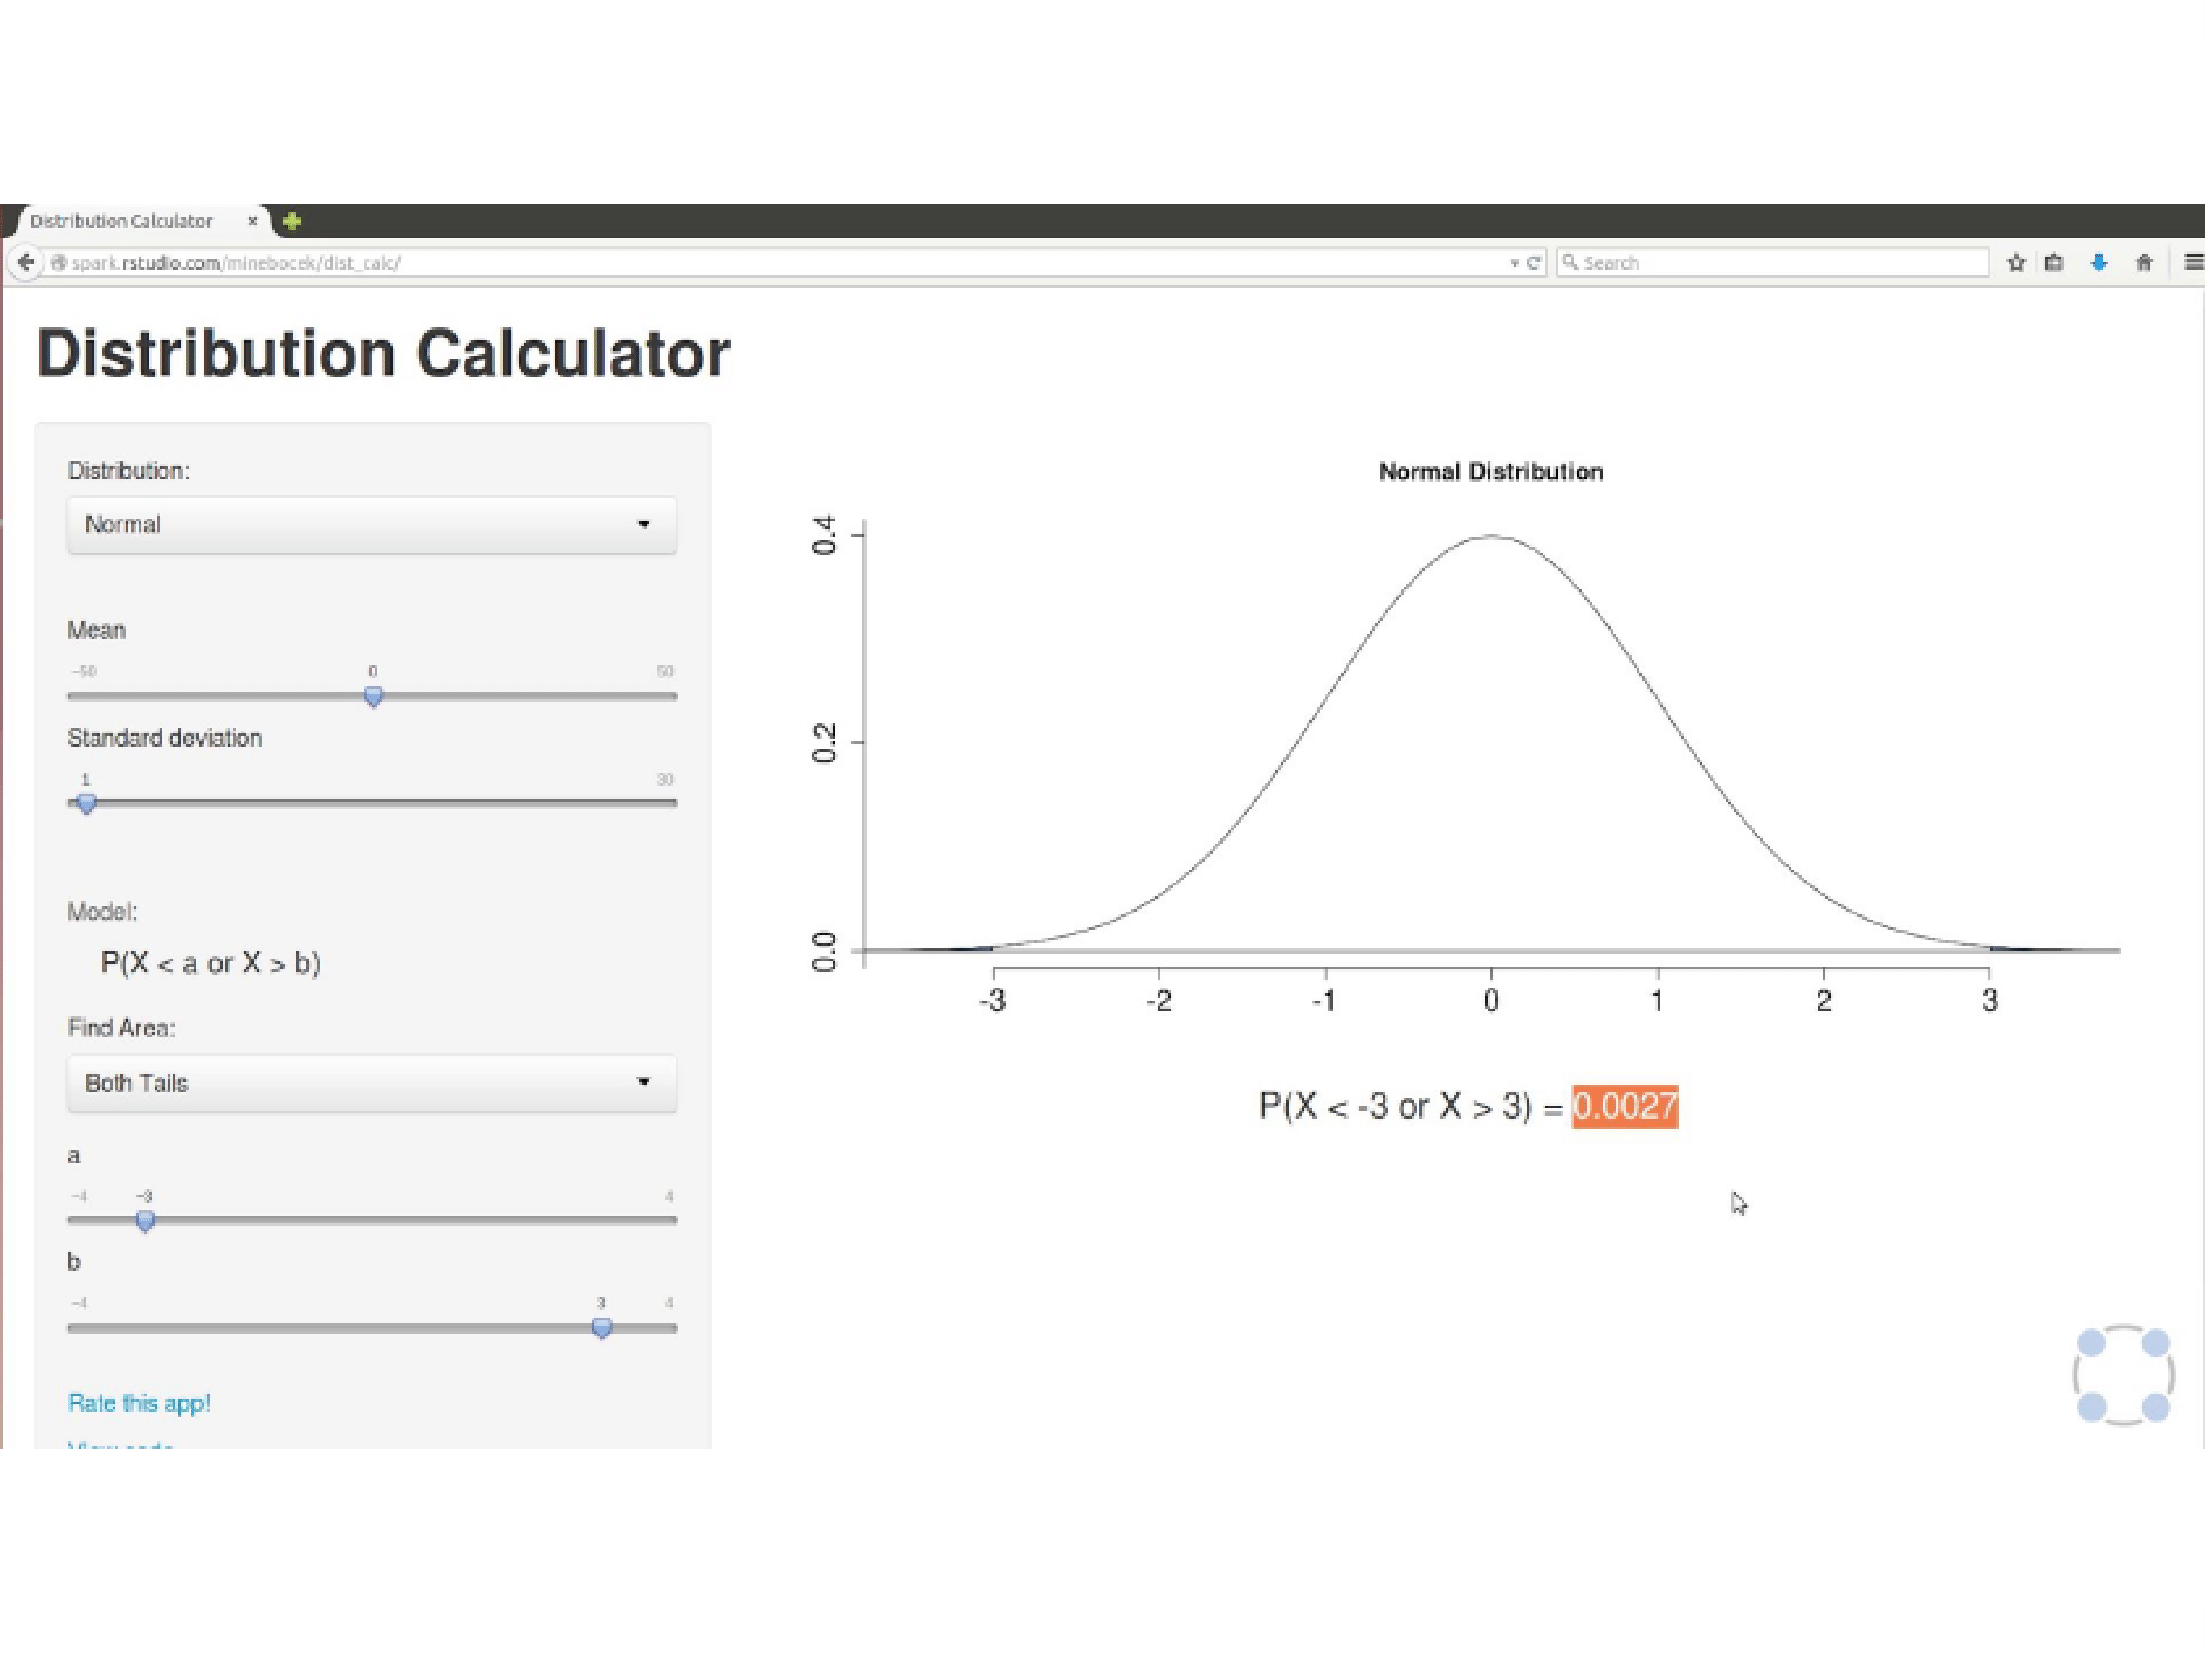 Distribution Calculator
spark.rstudio.com/minebocek/dist_calc/
Search
Distribution Calculator
Distribution:
Normal
Mean
-50 0 50
Standard deviation
1 30
Model:
P(X < a or X > b)
Find Area:
Both Tails
a
-4 -3 4
b
-4 3 4
Rate this app!
View code
Normal Distribution
0.4
0.2
0.0
-3 -2 -1 0 1 2 3
P(X < -3 or X > 3) = 0.0027